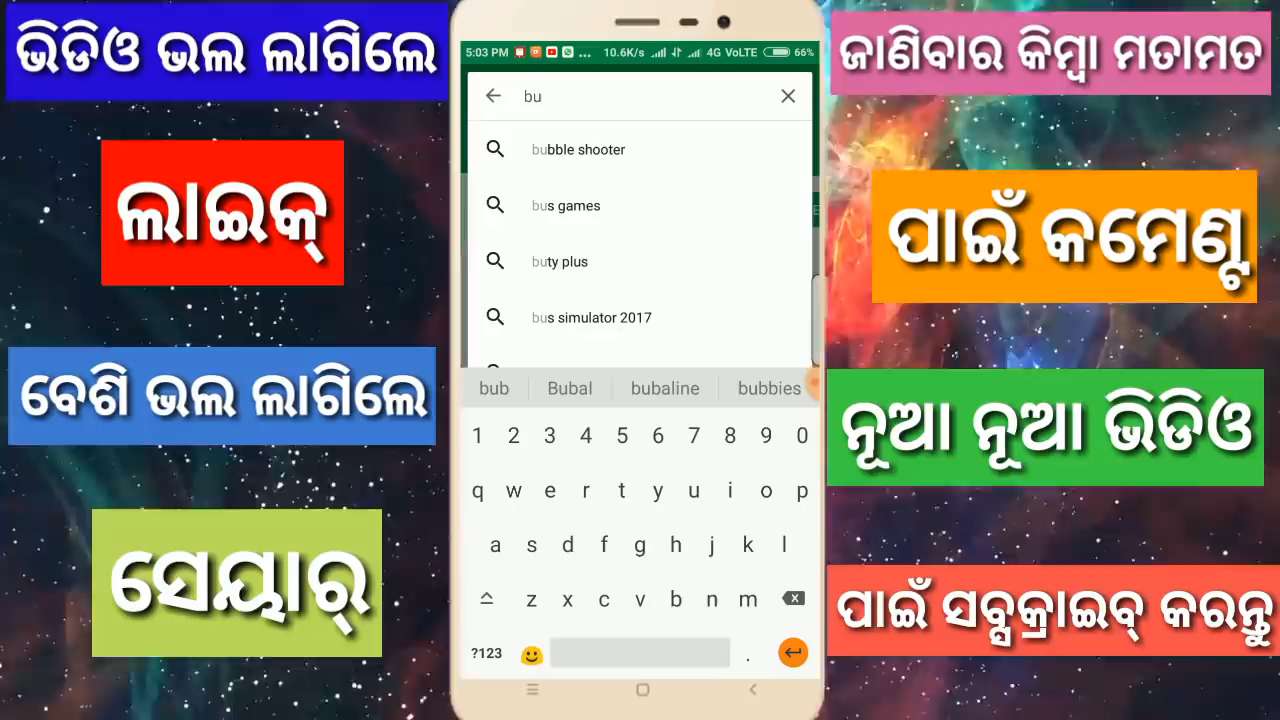 ଭିଡିଓ ଭଲ ଲାଗିଲେ
ଲାଇକ୍
ବେଶି ଭଲ ଲାଗିଲେ
ସେୟାର୍
5:03 PM ... 10.6K/s 4G VoLTE 66%
bu
bubble shooter
bus games
buty plus
bus simulator 2017
bub Bubal bubaline bubbies
1 2 3 4 5 6 7 8 9 0
q w e r t y u i o p
a s d f g h j k l
z x c v b n m
?123 .
ଜାଣିବାର କିମ୍ବା ମତାମତ
ପାଇଁ କମେଣ୍ଟ
ନୂଆ ନୂଆ ଭିଡିଓ
ପାଇଁ ସବ୍ସକ୍ରାଇବ୍ କରନ୍ତୁ